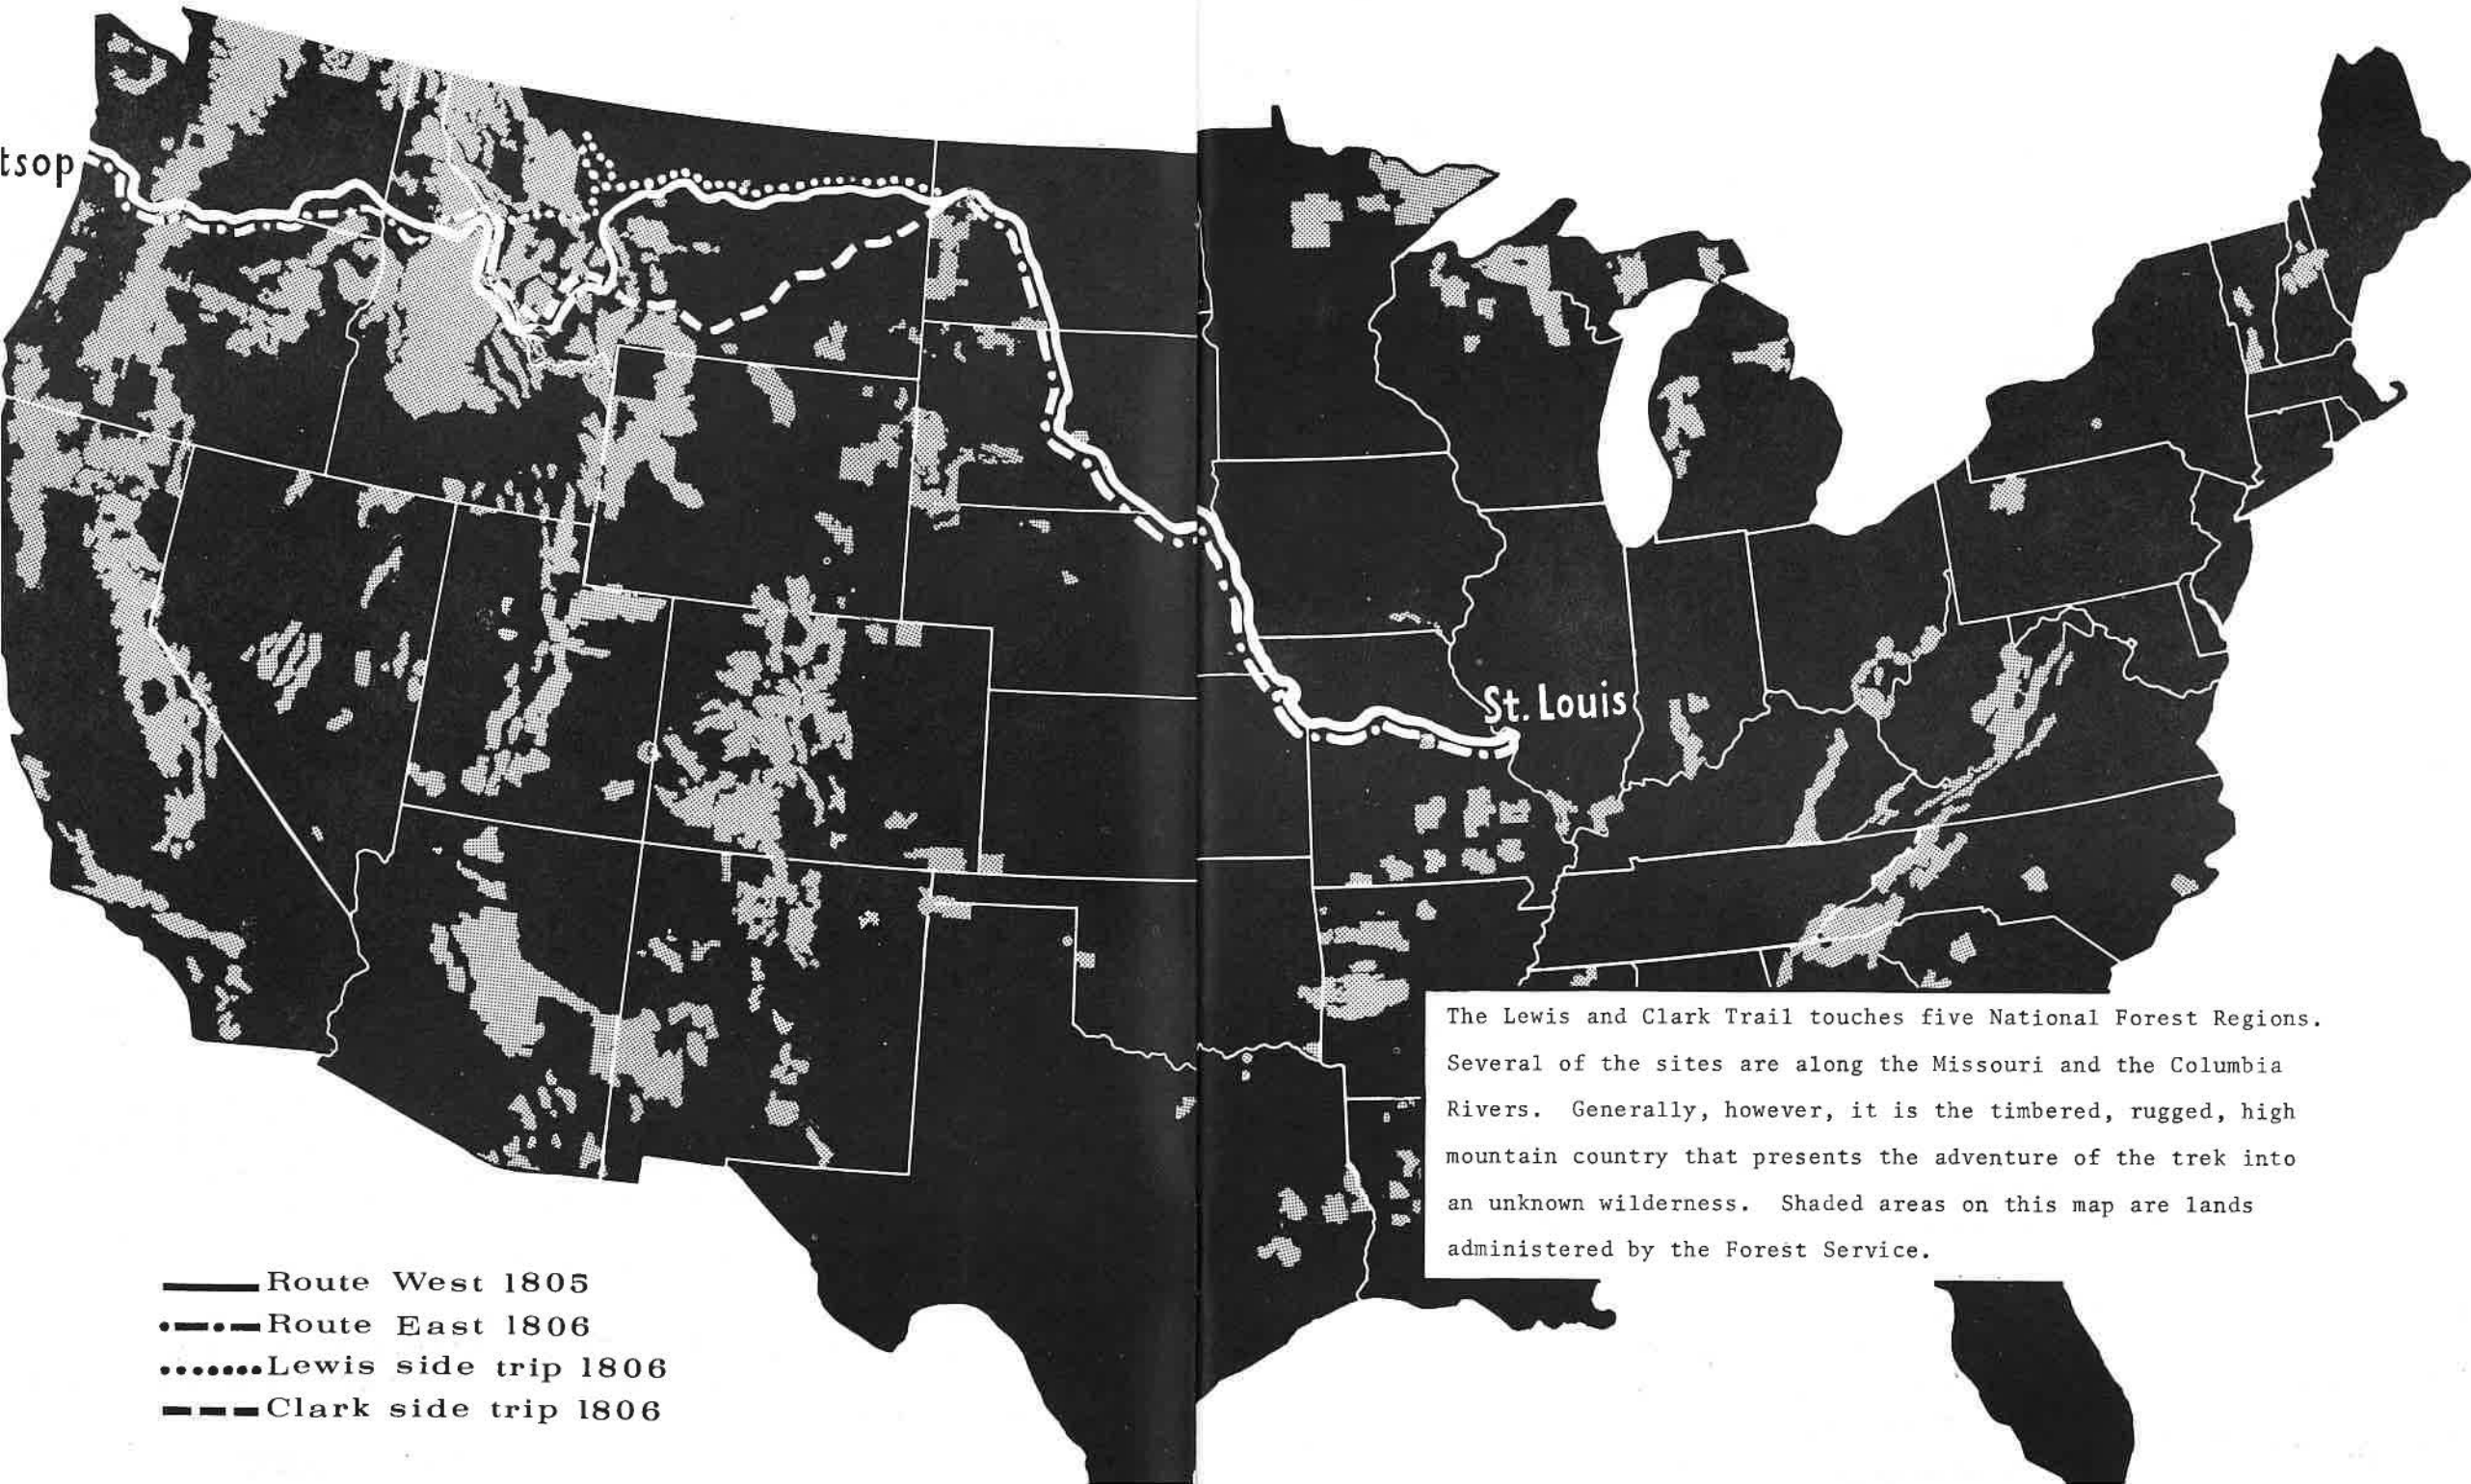 tsop
St. Louis
The Lewis and Clark Trail touches five National Forest Regions.
Several of the sites are along the Missouri and the Columbia
Rivers. Generally, however, it is the timbered, rugged, high
mountain country that presents the adventure of the trek into
an unknown wilderness. Shaded areas on this map are lands
administered by the Forest Service.
Route West 1805
Route East 1806
Lewis side trip 1806
Clark side trip 1806